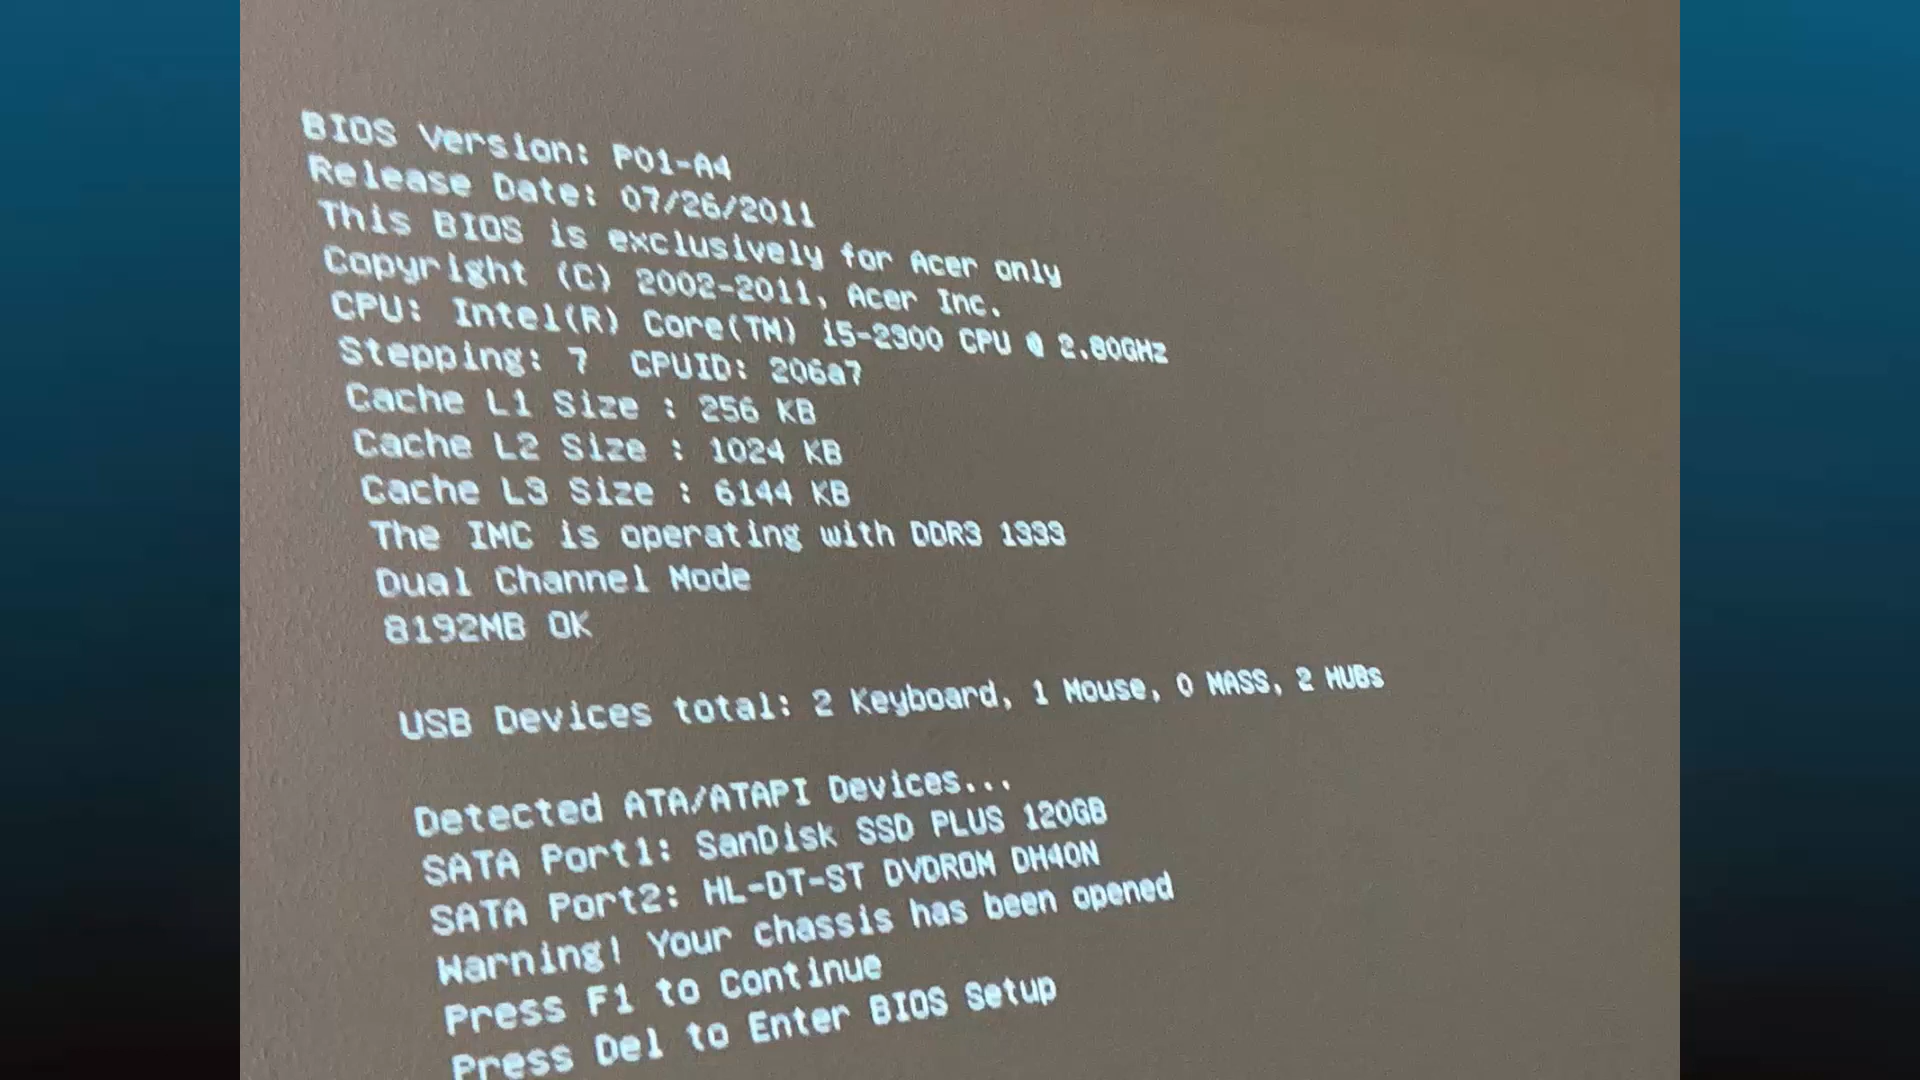 BIOS Version: P01-A4
Release Date: 07/26/2011
This BIOS is exclusively for Acer only
Copyright (C) 2002-2011, Acer Inc.
CPU: Intel(R) Core(TM) i5-2300 CPU @ 2.80GHz
Stepping: 7 CPUID: 206a7
Cache L1 Size : 256 KB
Cache L2 Size : 1024 KB
Cache L3 Size : 6144 KB
The IMC is operating with DDR3 1333
Dual Channel Mode
8192MB OK
USB Devices total: 2 Keyboard, 1 Mouse, 0 MASS, 2 HUBs
Detected ATA/ATAPI Devices...
SATA Port1: SanDisk SSD PLUS 120GB
SATA Port2: HL-DT-ST DVDROM DH40N
Warning! Your chassis has been opened
Press F1 to Continue
Press Del to Enter BIOS Setup